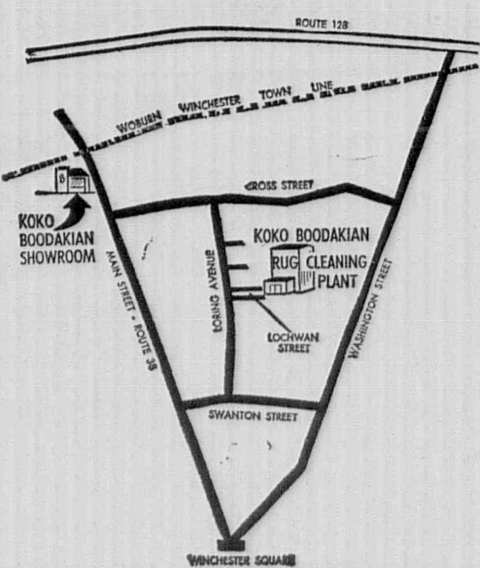 ROUTE 128
WOBURN WINCHESTER TOWN LINE
CROSS STREET
KOKO
BOODAKIAN
SHOWROOM
KOKO BOODAKIAN
RUG CLEANING
PLANT
MAIN STREET - ROUTE 38
LORING AVENUE
WASHINGTON STREET
LOCHWAN
STREET
SWANTON STREET
WINCHESTER SQUARE